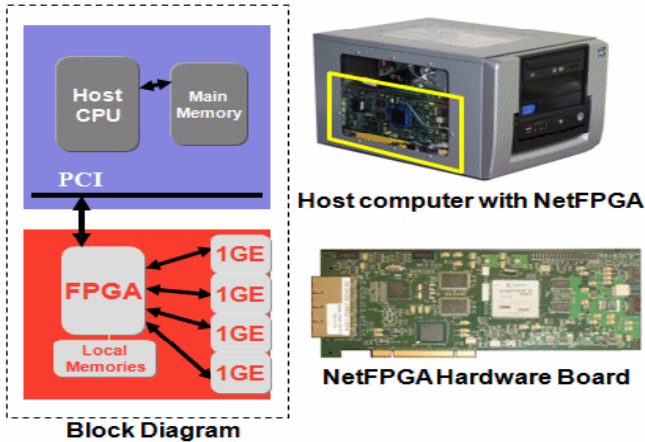 Host
CPU
Main
Memory
PCI
FPGA
Local
Memories
1GE
1GE
1GE
1GE
Block Diagram
Host computer with NetFPGA
NetFPGA Hardware Board